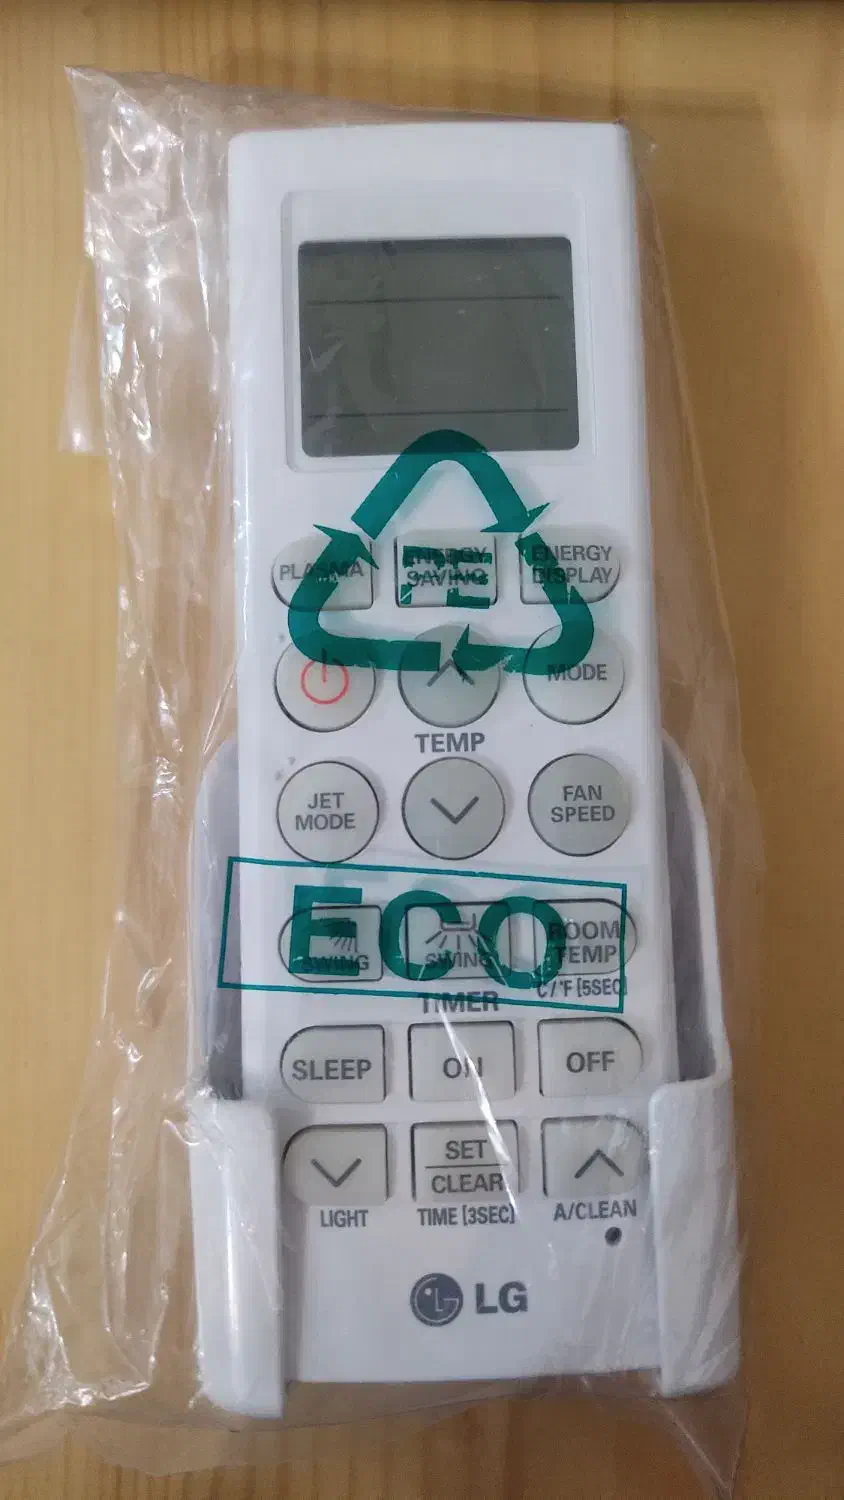 PLASMA
ENERGY
SAVING
ENERGY
DISPLAY
PE
MODE
TEMP
JET
MODE
FAN
SPEED
ECO
SWING
SWING
ROOM
TEMP
°C/°F [5SEC]
TIMER
SLEEP
ON
OFF
SET
CLEAR
LIGHT
TIME [3SEC]
A/CLEAN
LG